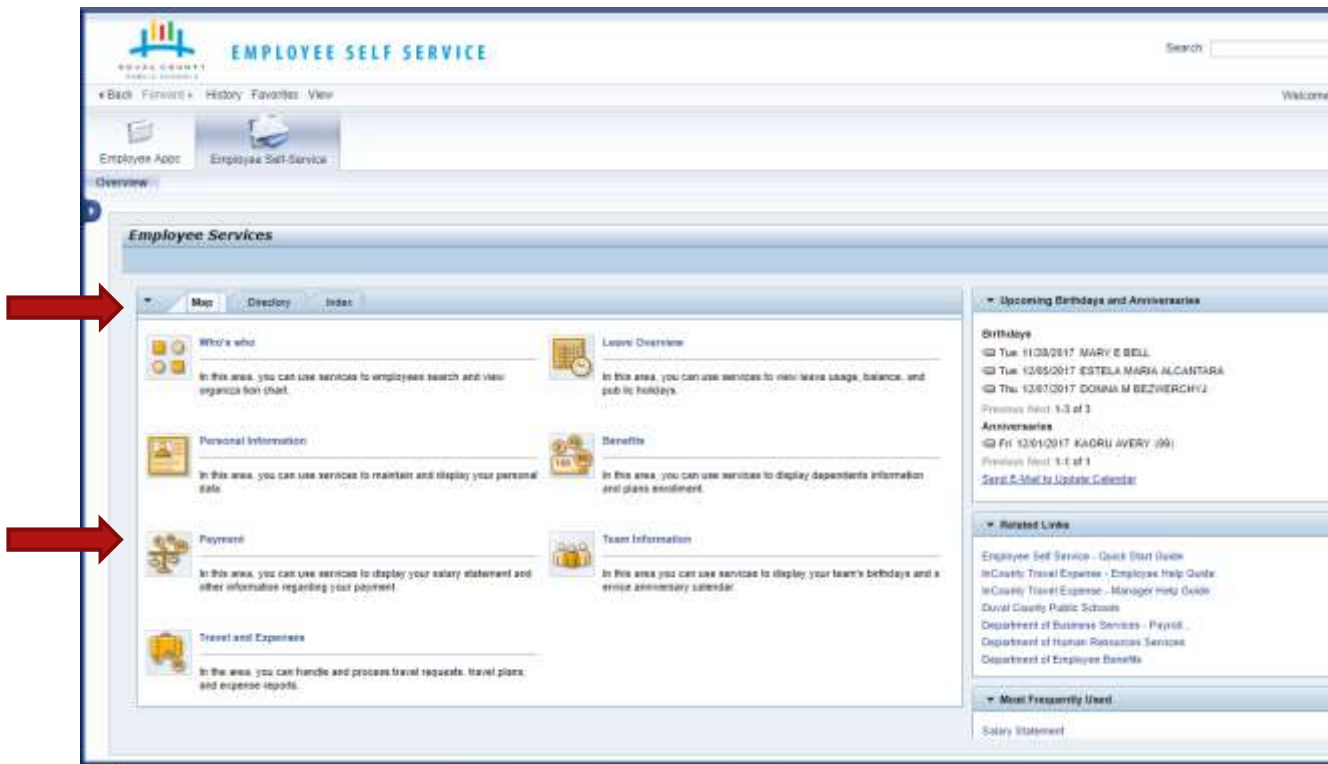 DUVAL COUNTY
PUBLIC SCHOOLS
EMPLOYEE SELF SERVICE
Search:
Back Forward History Favorites View
Welcome
Employee Apps
Employee Self-Service
Overview
Employee Services
Map Directory Index
Who's who
In this area, you can use services to employees search and view
organiza tion chart.
Leave Overview
In this area, you can use services to view leave usage, balance, and
pub lic holidays.
Personal Information
In this area, you can use services to maintain and display your personal
data.
Benefits
In this area, you can use services to display dependents information
and plans enrollment.
Payment
In this area, you can use services to display your salary statement and
other information regarding your payment.
Team Information
In this area you can use services to display your team's birthdays and s
ervice anniversary calendar.
Travel and Expenses
In the area, you can handle and process travel requests, travel plans,
and expense reports.
Upcoming Birthdays and Anniversaries
Birthdays
Tue 11/28/2017 MARY E BELL
Tue 12/05/2017 ESTELA MARIA ALCANTARA
Thu 12/07/2017 DONNA M BEZWERCHYJ
Previous Next 1-3 of 3
Anniversaries
Fri 12/01/2017 KAORU AVERY
Previous Next 1-1 of 1
Send E-Mail to Update Calendar
Related Links
Employee Self Service - Quick Start Guide
InCounty Travel Expense - Employee Help Guide
InCounty Travel Expense - Manager Help Guide
Duval County Public Schools
Department of Business Services - Payroll...
Department of Human Resources Services
Department of Employee Benefits
Most Frequently Used
Salary Statement